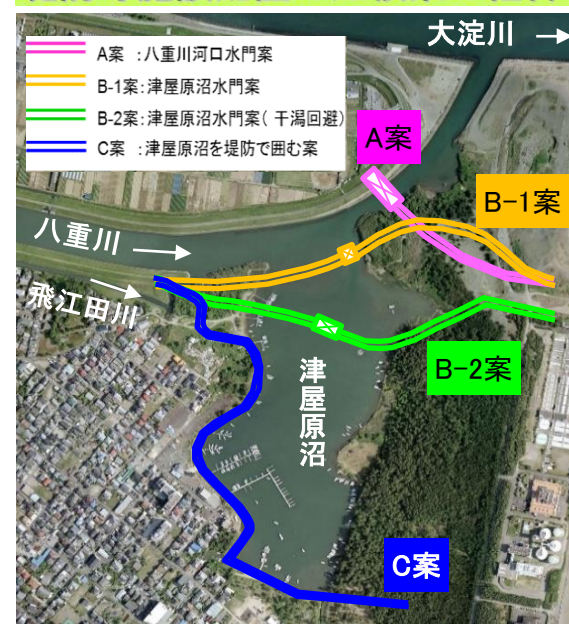 大淀川
A案 :八重川河口水門案
B-1案:津屋原沼水門案
B-2案:津屋原沼水門案( 干潟回避)
C案 :津屋原沼を堤防で囲む案
A案
B-1案
八重川
飛江田川
B-2案
津屋原沼
C案